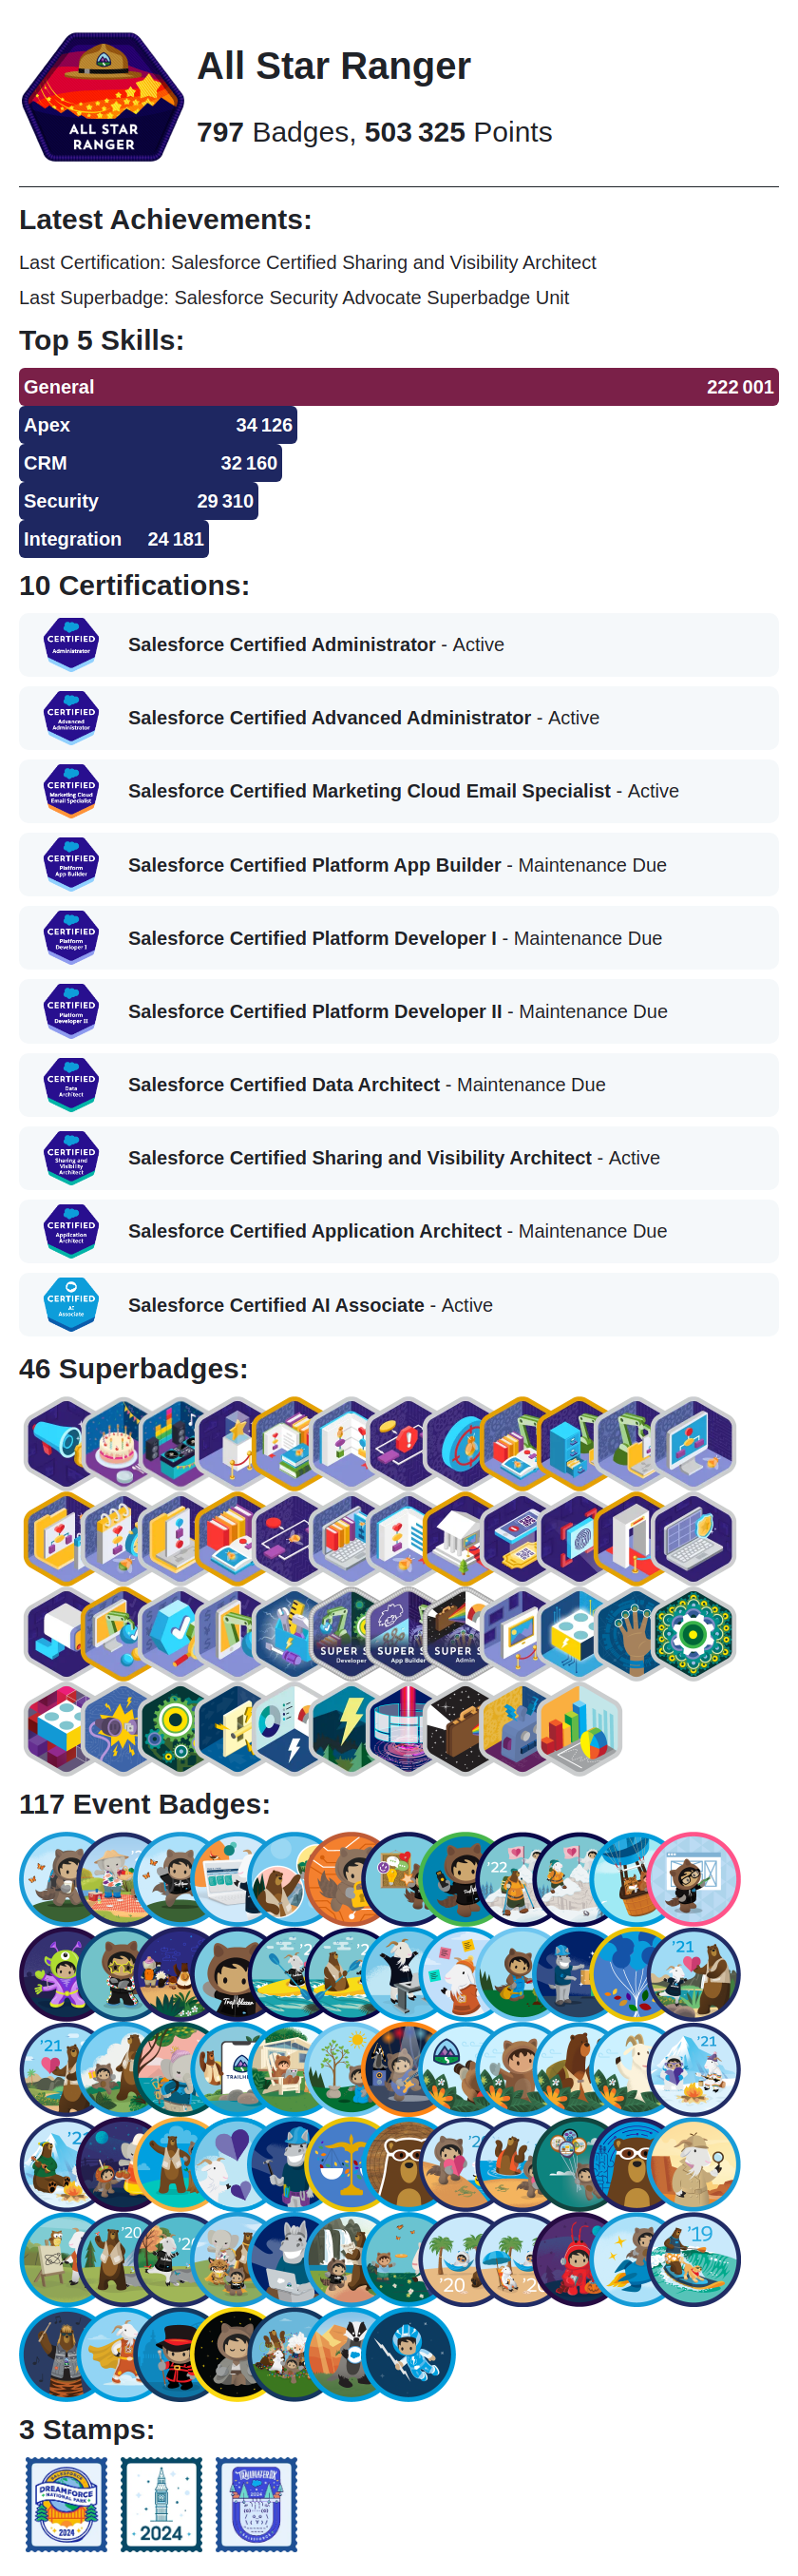 ALL STAR
RANGER
All Star Ranger
797 Badges, 503 325 Points
Latest Achievements:
Last Certification: Salesforce Certified Sharing and Visibility Architect
Last Superbadge: Salesforce Security Advocate Superbadge Unit
Top 5 Skills:
General 222 001
Apex 34 126
CRM 32 160
Security 29 310
Integration 24 181
10 Certifications:
CERTIFIED
Administrator
Salesforce Certified Administrator - Active
CERTIFIED
Advanced
Administrator
Salesforce Certified Advanced Administrator - Active
CERTIFIED
Marketing Cloud
Email Specialist
Salesforce Certified Marketing Cloud Email Specialist - Active
CERTIFIED
Platform
App Builder
Salesforce Certified Platform App Builder - Maintenance Due
CERTIFIED
Platform
Developer I
Salesforce Certified Platform Developer I - Maintenance Due
CERTIFIED
Platform
Developer II
Salesforce Certified Platform Developer II - Maintenance Due
CERTIFIED
Data
Architect
Salesforce Certified Data Architect - Maintenance Due
CERTIFIED
Sharing and
Visibility
Architect
Salesforce Certified Sharing and Visibility Architect - Active
CERTIFIED
Application
Architect
Salesforce Certified Application Architect - Maintenance Due
CERTIFIED
AI
Associate
Salesforce Certified AI Associate - Active
46 Superbadges:
SUPER S
Developer
SUPER S
App Builder
SUPER S
Admin
117 Event Badges:
'22
Trailblazer
'21
'21
TRAILH
'21
'20
'20
'19
3 Stamps:
DREAMFORCE
NATIONAL PARK
2024
2024
TRAILBLAZERDX
2024